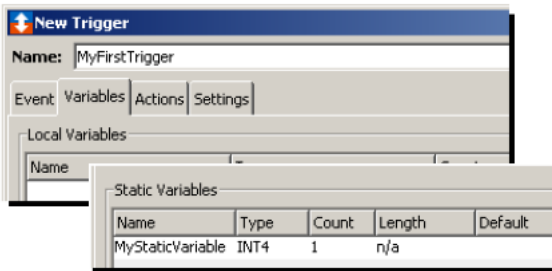 New Trigger
Name: MyFirstTrigger
Event Variables Actions Settings
Local Variables
Name
Static Variables
Name Type Count Length Default
MyStaticVariable INT4 1 n/a